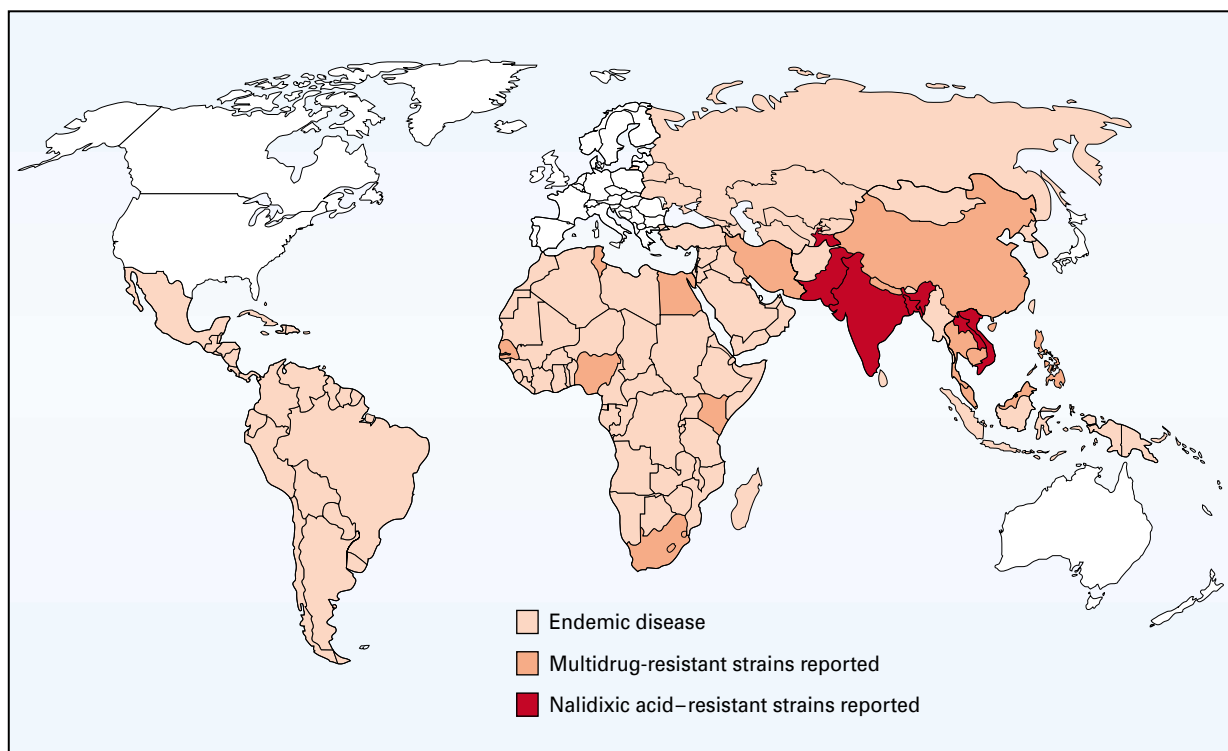 Endemic disease
Multidrug-resistant strains reported
Nalidixic acid–resistant strains reported